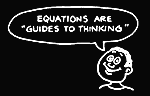 EQUATIONS ARE
"GUIDES TO THINKING"